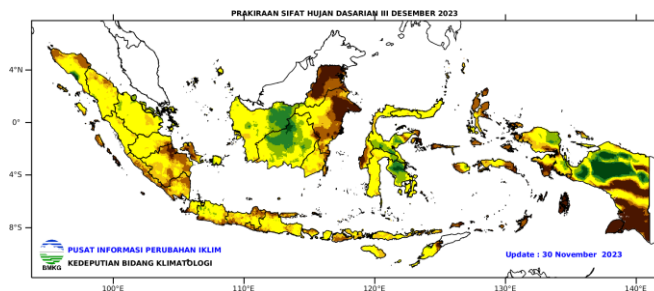 PRAKIRAAN SIFAT HUJAN DASARIAN III DESEMBER 2023
4°N
0°
4°S
8°S
PUSAT INFORMASI PERUBAHAN IKLIM
KEDEPUTIAN BIDANG KLIMATOLOGI
BMKG
Update : 30 November 2023
100°E
110°E
120°E
130°E
140°E